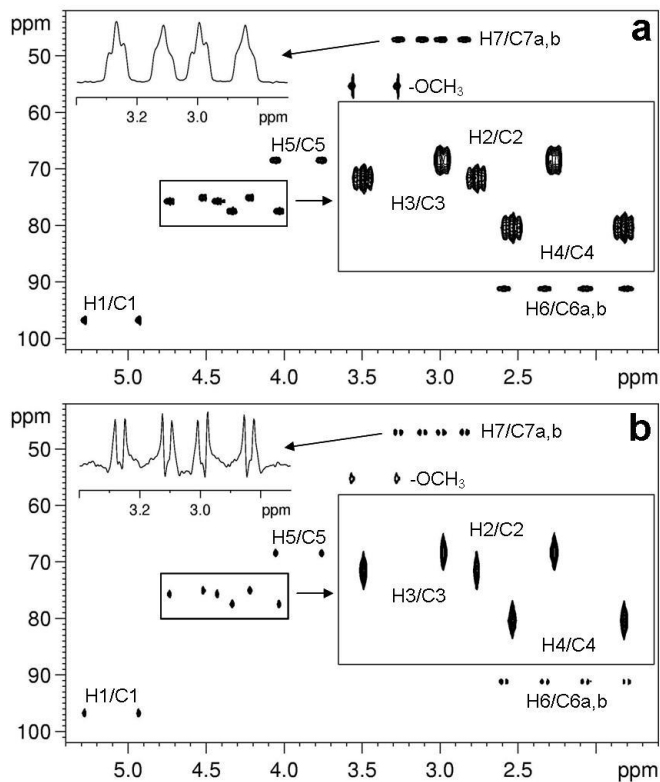 ppm
a
50
60
70
80
90
100
H7/C7a,b
-OCH₃
3.2 3.0 ppm
H5/C5
H2/C2
H3/C3
H4/C4
H1/C1
H6/C6a,b
5.0 4.5 4.0 3.5 3.0 2.5 ppm
ppm
b
50
60
70
80
90
100
H7/C7a,b
-OCH₃
3.2 3.0 ppm
H5/C5
H2/C2
H3/C3
H4/C4
H1/C1
H6/C6a,b
5.0 4.5 4.0 3.5 3.0 2.5 ppm